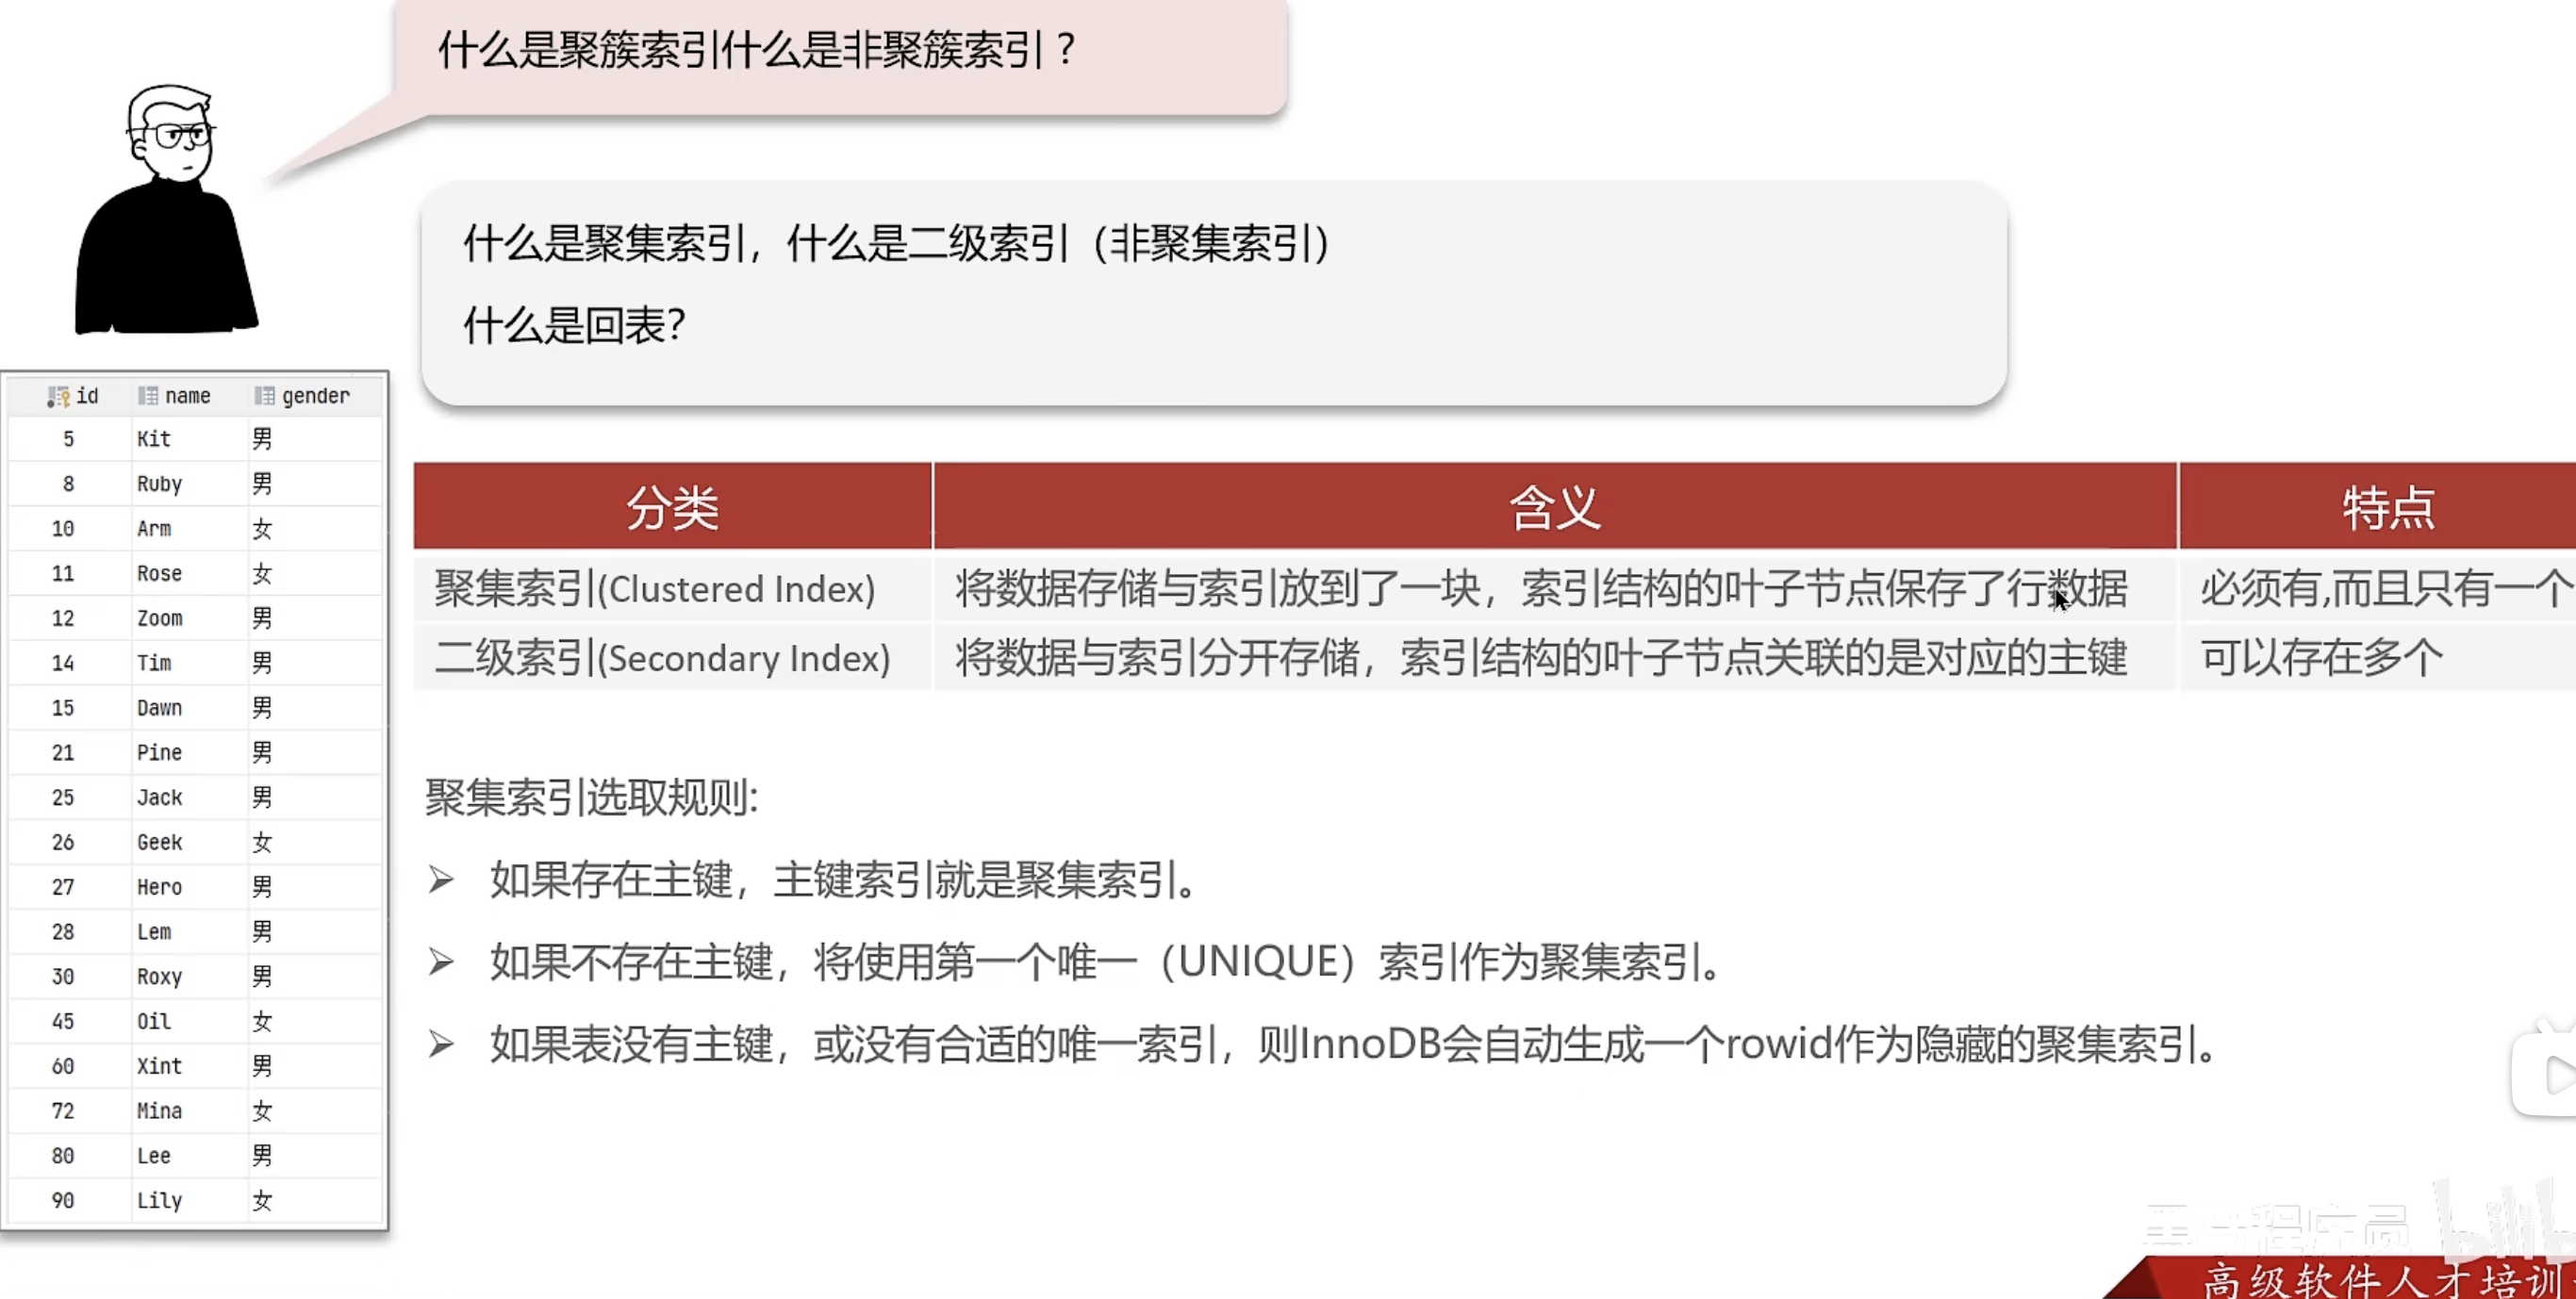 什么是聚簇索引什么是非聚簇索引？
什么是聚集索引，什么是二级索引（非聚集索引）
什么是回表？
id name gender
5 Kit 男
8 Ruby 男
10 Arm 女
11 Rose 女
12 Zoom 男
14 Tim 男
15 Dawn 男
21 Pine 男
25 Jack 男
26 Geek 女
27 Hero 男
28 Lem 男
30 Roxy 男
45 Oil 女
60 Xint 男
72 Mina 女
80 Lee 男
90 Lily 女
分类 含义 特点
聚集索引(Clustered Index) 将数据存储与索引放到了一块，索引结构的叶子节点保存了行数据 必须有,而且只有一个
二级索引(Secondary Index) 将数据与索引分开存储，索引结构的叶子节点关联的是对应的主键 可以存在多个
聚集索引选取规则:
➢ 如果存在主键，主键索引就是聚集索引。
➢ 如果不存在主键，将使用第一个唯一（UNIQUE）索引作为聚集索引。
➢ 如果表没有主键，或没有合适的唯一索引，则InnoDB会自动生成一个rowid作为隐藏的聚集索引。
高级软件人才培训